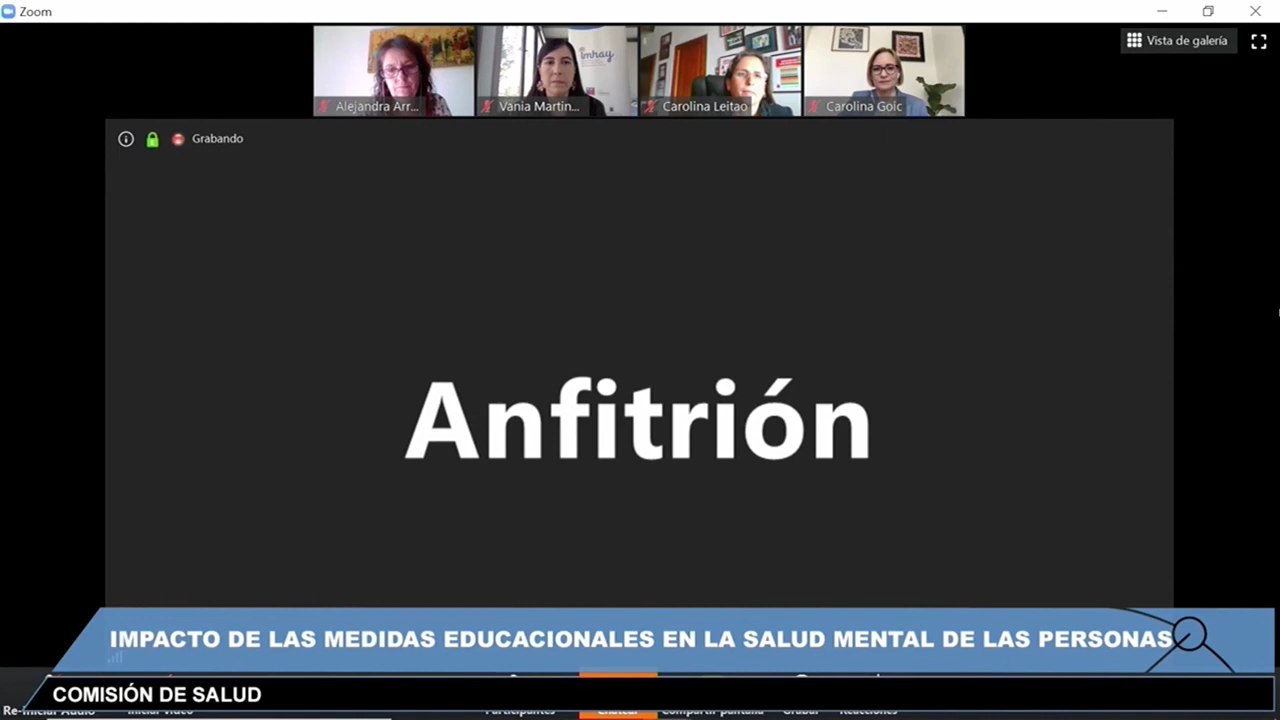 Zoom
Vista de galería
imhay
Alejandra Arr...
Vania Martin...
Carolina Leitao
Carolina Goic
Grabando
Anfitrión
IMPACTO DE LAS MEDIDAS EDUCACIONALES EN LA SALUD MENTAL DE LAS PERSONAS
COMISIÓN DE SALUD